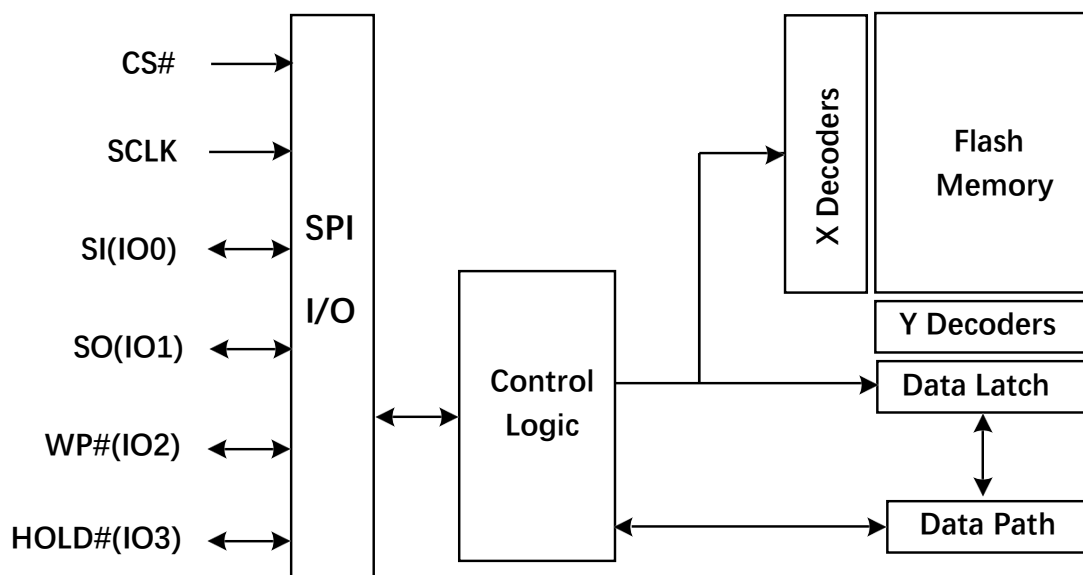 CS#
SCLK
SI(IO0)
SO(IO1)
WP#(IO2)
HOLD#(IO3)
SPI
I/O
Control
Logic
X Decoders
Flash
Memory
Y Decoders
Data Latch
Data Path